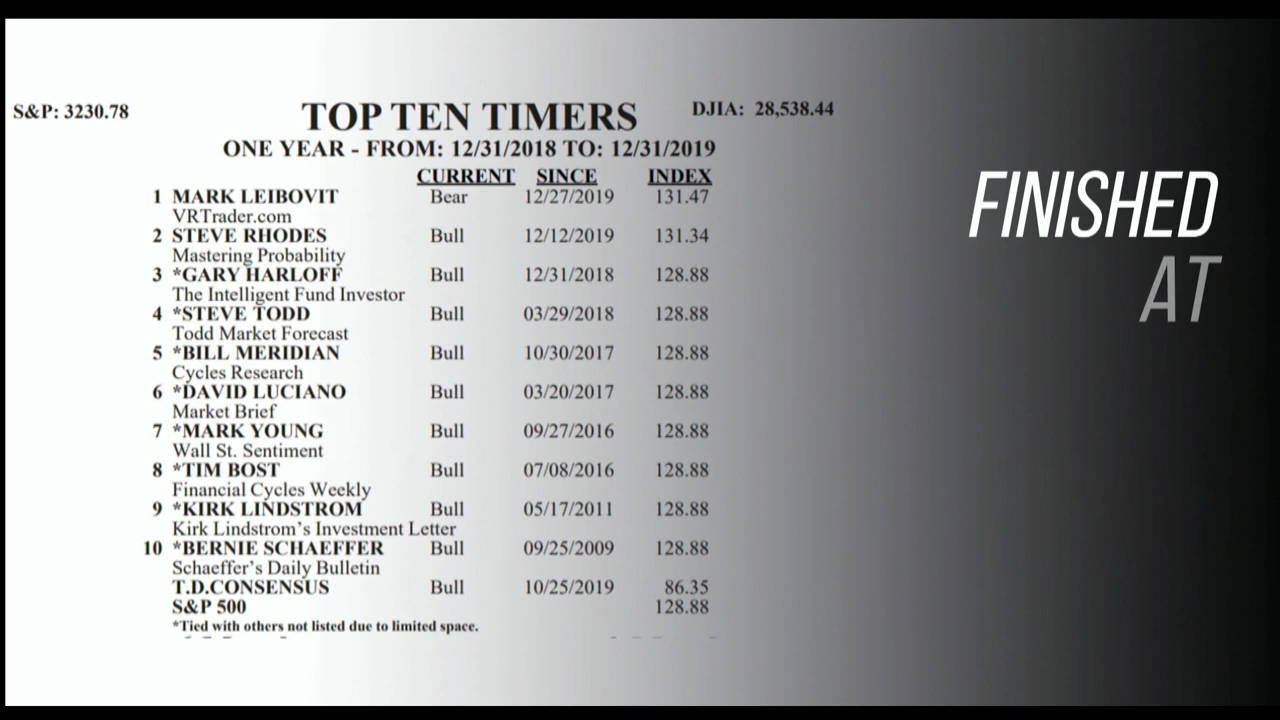 S&P: 3230.78
TOP TEN TIMERS
DJIA: 28,538.44
ONE YEAR - FROM: 12/31/2018 TO: 12/31/2019
CURRENT SINCE INDEX
1 MARK LEIBOVIT Bear 12/27/2019 131.47
VRTrader.com
2 STEVE RHODES Bull 12/12/2019 131.34
Mastering Probability
3 *GARY HARLOFF Bull 12/31/2018 128.88
The Intelligent Fund Investor
4 *STEVE TODD Bull 03/29/2018 128.88
Todd Market Forecast
5 *BILL MERIDIAN Bull 10/30/2017 128.88
Cycles Research
6 *DAVID LUCIANO Bull 03/20/2017 128.88
Market Brief
7 *MARK YOUNG Bull 09/27/2016 128.88
Wall St. Sentiment
8 *TIM BOST Bull 07/08/2016 128.88
Financial Cycles Weekly
9 *KIRK LINDSTROM Bull 05/17/2011 128.88
Kirk Lindstrom's Investment Letter
10 *BERNIE SCHAEFFER Bull 09/25/2009 128.88
Schaeffer's Daily Bulletin
T.D.CONSENSUS Bull 10/25/2019 86.35
S&P 500 128.88
*Tied with others not listed due to limited space.
FINISHED
AT